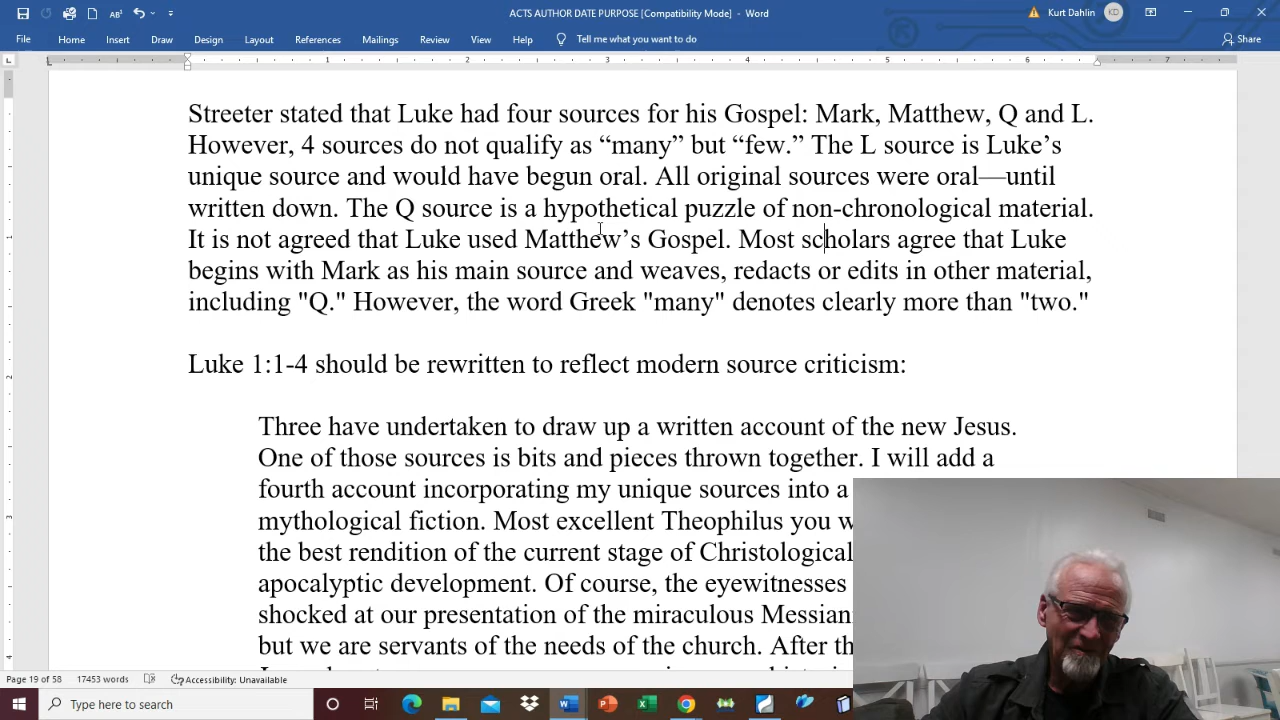 ACTS AUTHOR DATE PURPOSE [Compatibility Mode] - Word
Kurt Dahlin
KD
File Home Insert Draw Design Layout References Mailings Review View Help Tell me what you want to do
Share
1 2 3 4 5 6 7
Streeter stated that Luke had four sources for his Gospel: Mark, Matthew, Q and L.
However, 4 sources do not qualify as “many” but “few.” The L source is Luke’s
unique source and would have begun oral. All original sources were oral—until
written down. The Q source is a hypothetical puzzle of non-chronological material.
It is not agreed that Luke used Matthew’s Gospel. Most scholars agree that Luke
begins with Mark as his main source and weaves, redacts or edits in other material,
including "Q." However, the word Greek "many" denotes clearly more than "two."
Luke 1:1-4 should be rewritten to reflect modern source criticism:
Three have undertaken to draw up a written account of the new Jesus.
One of those sources is bits and pieces thrown together. I will add a
fourth account incorporating my unique sources into a
mythological fiction. Most excellent Theophilus you w
the best rendition of the current stage of Christological
apocalyptic development. Of course, the eyewitnesses
shocked at our presentation of the miraculous Messian
but we are servants of the needs of the church. After th
Page 19 of 58 17453 words Accessibility: Unavailable
Type here to search